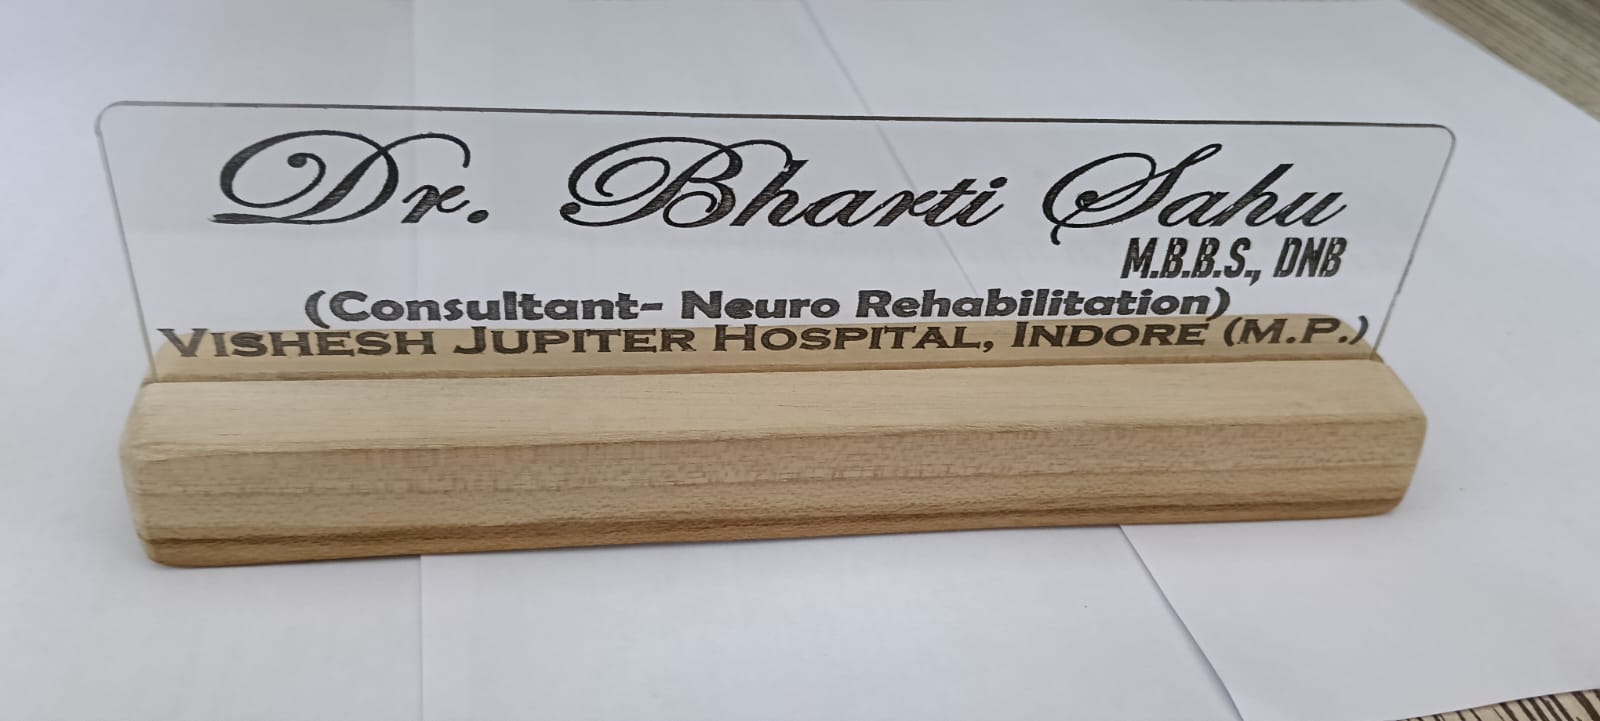 Dr. Bharti Sahu
M.B.B.S., DNB
(Consultant- Neuro Rehabilitation)
VISHESH JUPITER HOSPITAL, INDORE (M.P.)